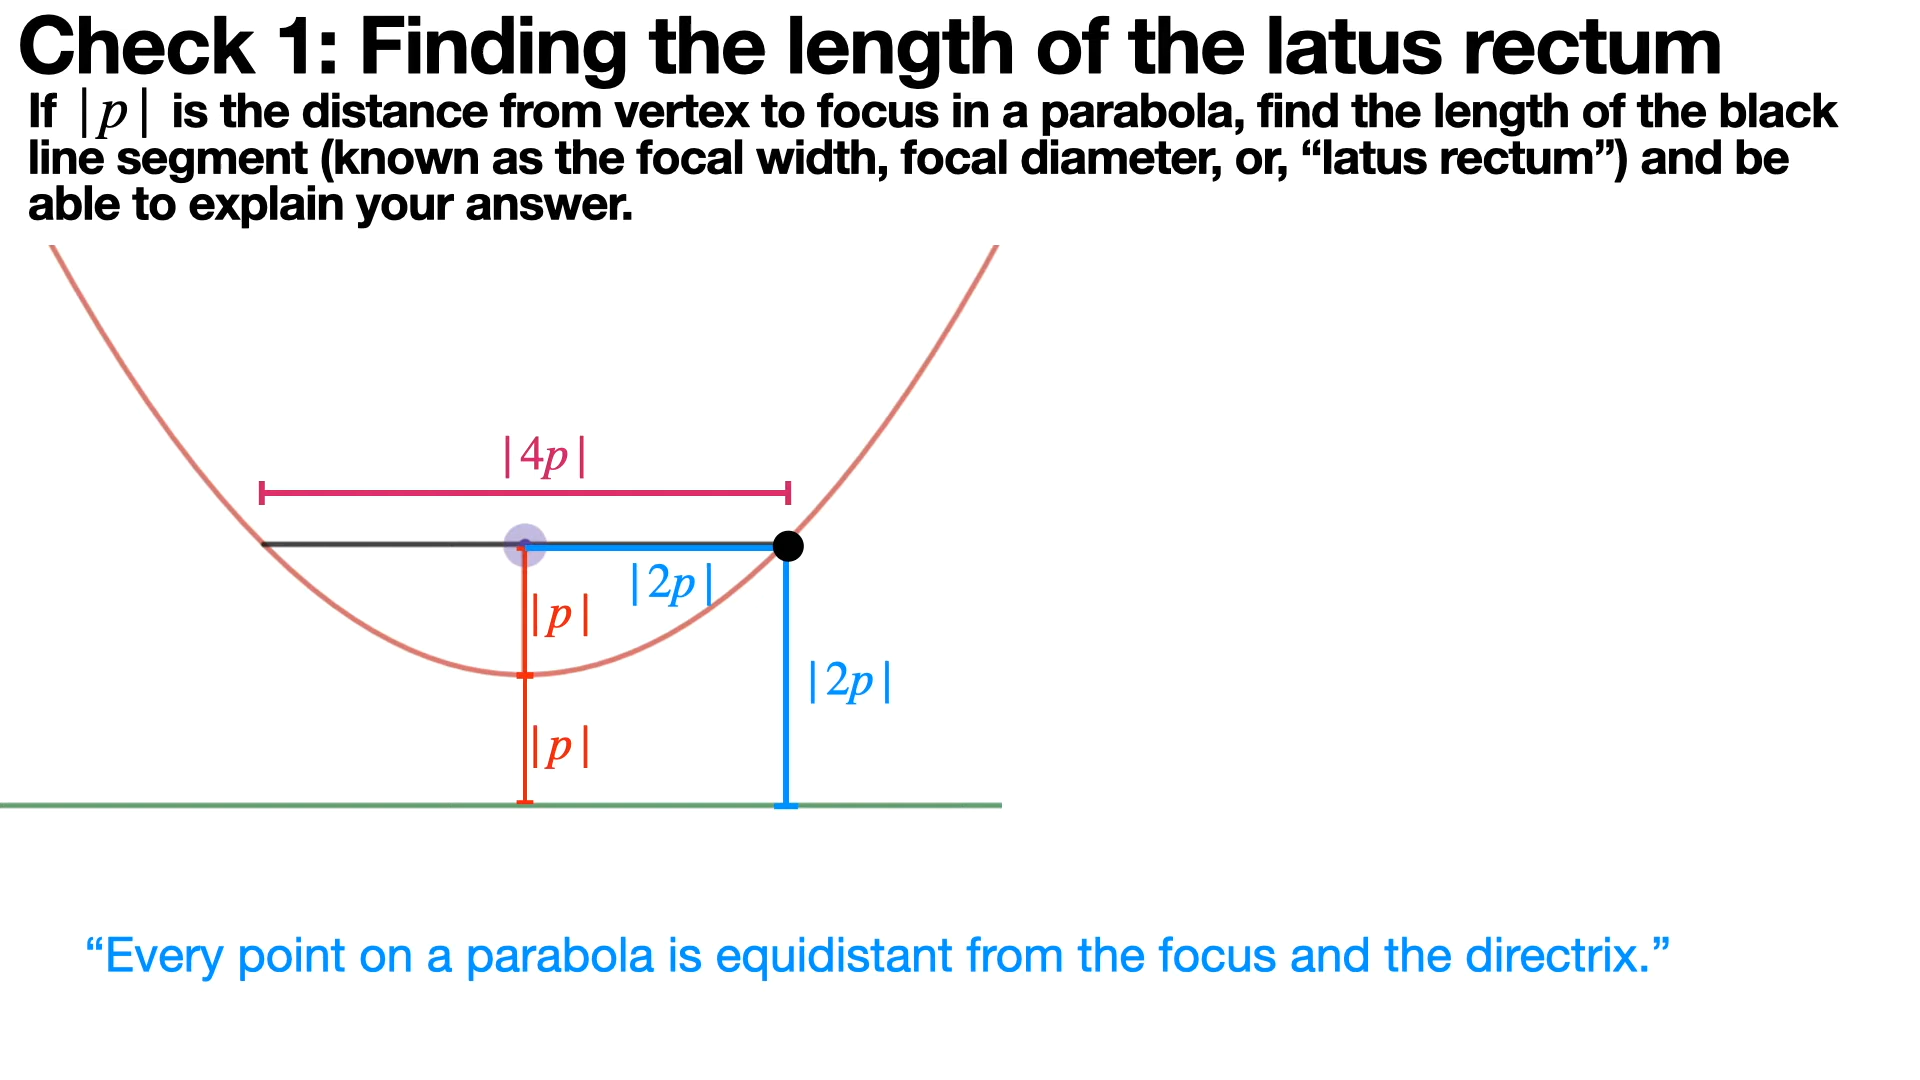 Check 1: Finding the length of the latus rectum
If |p| is the distance from vertex to focus in a parabola, find the length of the black
line segment (known as the focal width, focal diameter, or, “latus rectum”) and be
able to explain your answer.
|4p|
|2p|
|p|
|2p|
|p|
“Every point on a parabola is equidistant from the focus and the directrix.”